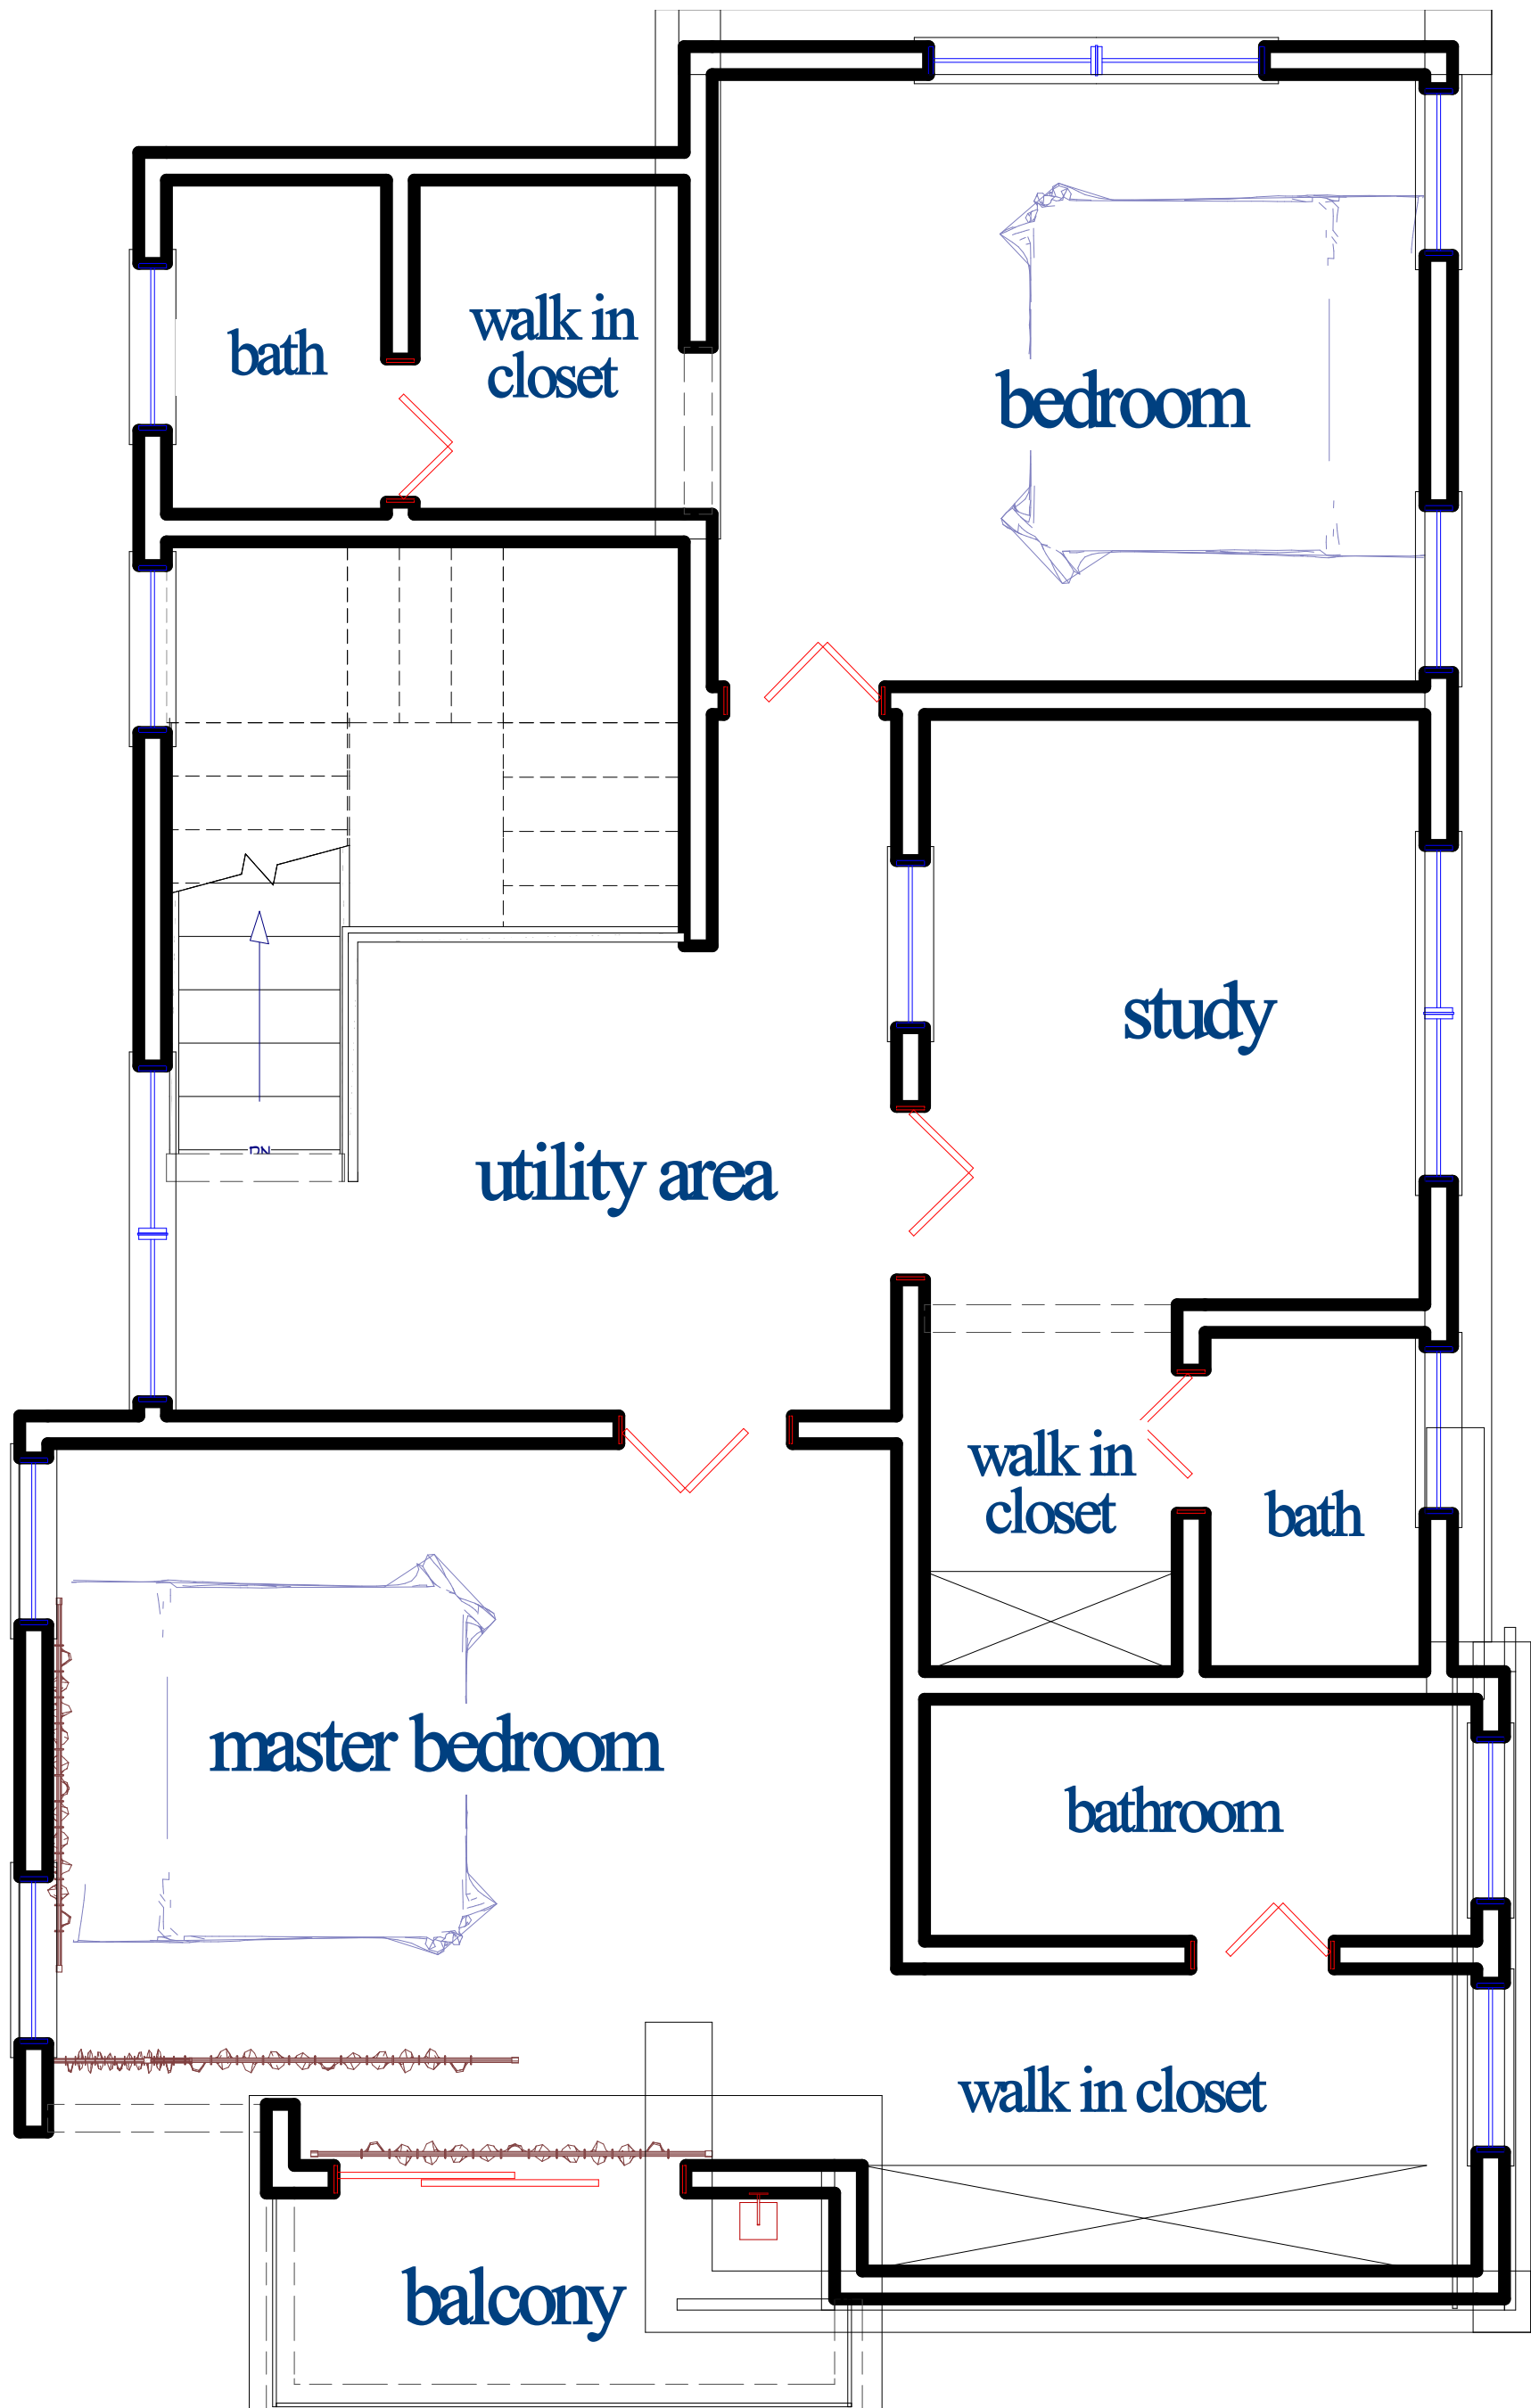 walk in
closet
bath
bedroom
study
utility area
walk in
closet
bath
master bedroom
bathroom
walk in closet
balcony